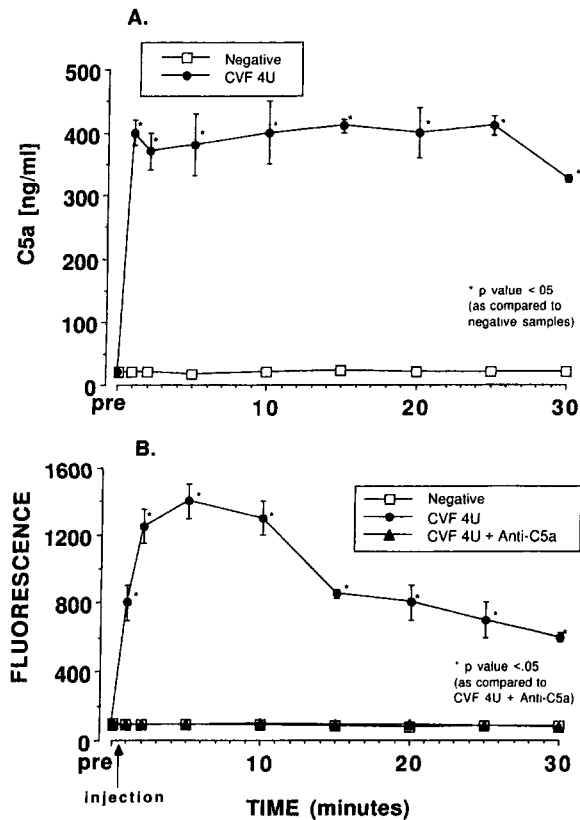 A.
Negative
CVF 4U
500
400
300
200
100
0
C5a [ng/ml]
* p value <05
(as compared to
negative samples)
pre 10 20 30
B.
1600
1200
800
400
0
FLUORESCENCE
Negative
CVF 4U
CVF 4U + Anti-C5a
* p value <.05
(as compared to
CVF 4U + Anti-C5a)
pre 10 20 30
injection
TIME (minutes)